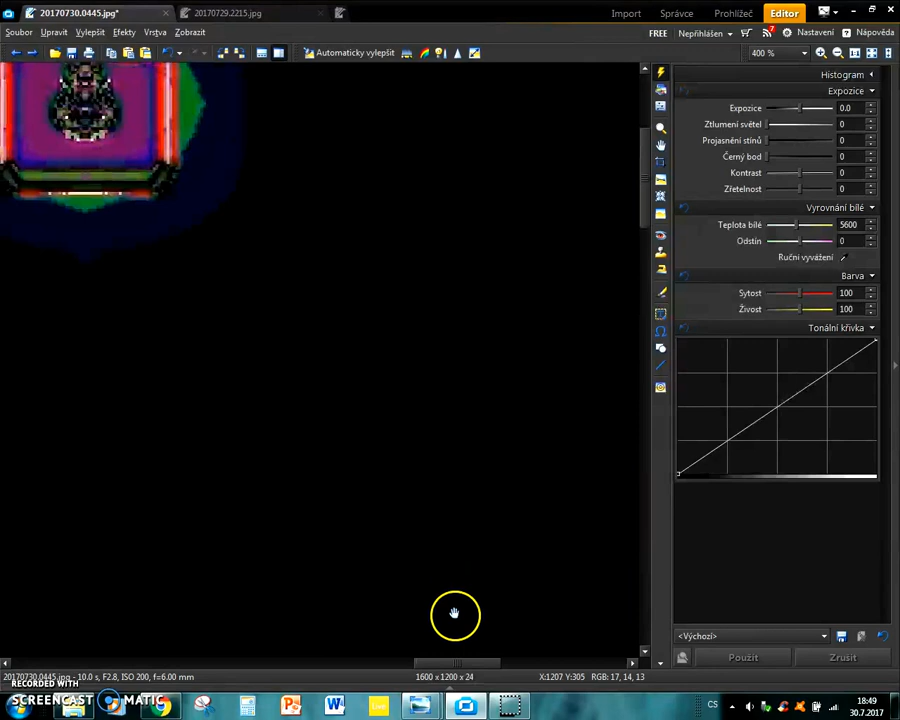 20170730.0445.jpg*
20170729.2215.jpg
Import
Správce
Prohlížeč
Editor
Soubor
Upravit
Vylepšit
Efekty
Vrstva
Zobrazit
FREE
Nepřihlášen
7
Nastavení
Nápověda
Automaticky vylepšit
400 %
1:1
Histogram
Expozice
Expozice 0.0
Ztlumení světel 0
Projasnění stínů 0
Černý bod 0
Kontrast 0
Zřetelnost 0
Vyrovnání bílé
Teplota bílé 5600
Odstín 0
Ruční vyvážení
Barva
Sytost 100
Živost 100
Tonální křivka
<Výchozí>
Použít
Zrušit
20170730.0445.jpg - 10.0 s, F2.8, ISO 200, f=6.00 mm
1600 x 1200 x 24
X:1207 Y:305
RGB: 17, 14, 13
RECORDED WITH
SCREENCAST MATIC
live
CS
18:49
30.7.2017